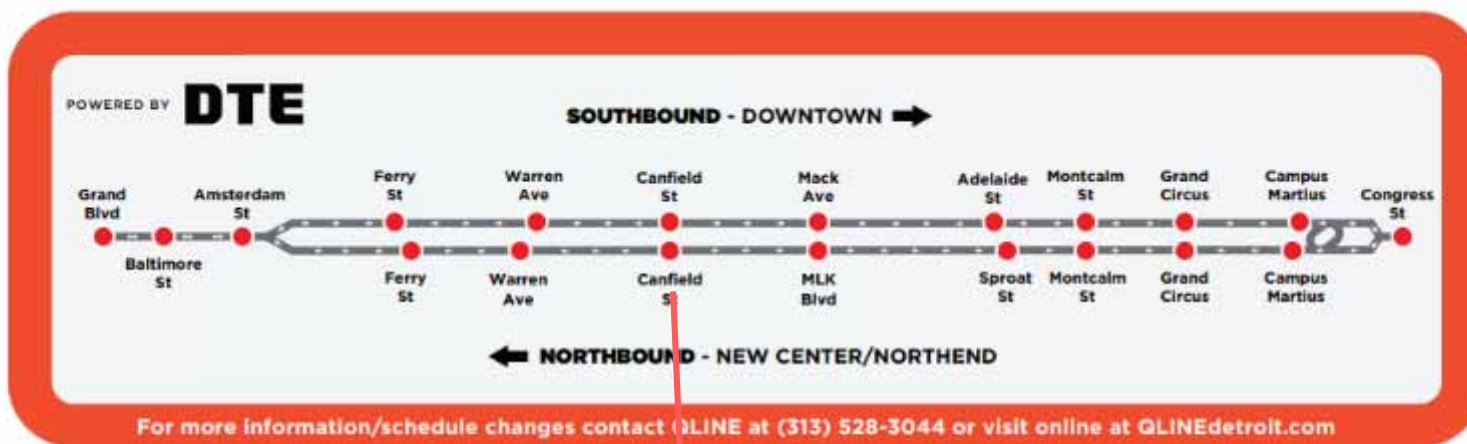 POWERED BY DTE
SOUTHBOUND - DOWNTOWN
Grand
Blvd
Baltimore
St
Amsterdam
St
Ferry
St
Warren
Ave
Canfield
St
Mack
Ave
Adelaide
St
Montcalm
St
Grand
Circus
Campus
Martius
Congress
St
Ferry
St
Warren
Ave
Canfield
St
MLK
Blvd
Sproat
St
Montcalm
St
Grand
Circus
Campus
Martius
NORTHBOUND - NEW CENTER/NORTHEND
For more information/schedule changes contact QLINE at (313) 528-3044 or visit online at QLINEdetroit.com